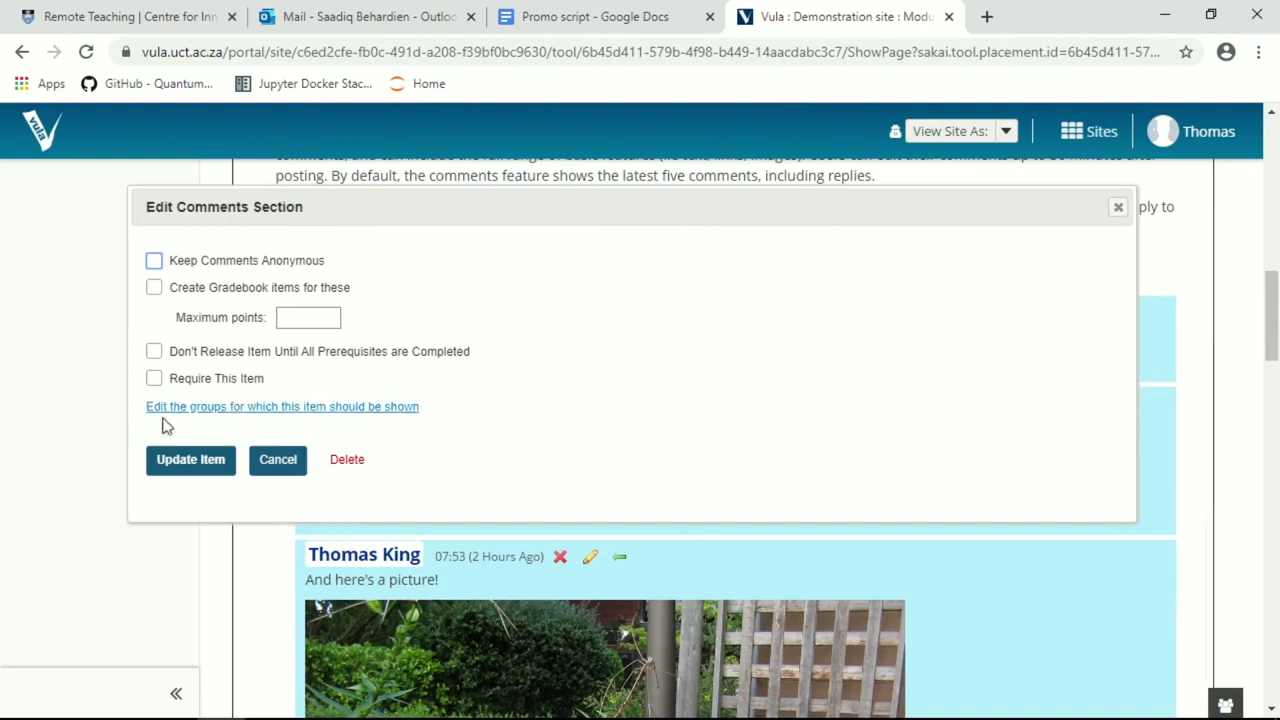 Remote Teaching | Centre for Inn
Mail - Saadiq Behardien - Outloo
Promo script - Google Docs
Vula : Demonstration site : Modu
vula.uct.ac.za/portal/site/c6ed2cfe-fb0c-491d-a208-f39bf0bc9630/tool/6b45d411-579b-4f98-b449-14aacdabc3c7/ShowPage?sakai.tool.placement.id=6b45d411-57...
Apps
GitHub - Quantum...
Jupyter Docker Stac...
Home
vula
View Site As:
Sites
Thomas
posting. By default, the comments feature shows the latest five comments, including replies.
ply to
Edit Comments Section
Keep Comments Anonymous
Create Gradebook items for these
Maximum points:
Don't Release Item Until All Prerequisites are Completed
Require This Item
Edit the groups for which this item should be shown
Update Item
Cancel
Delete
Thomas King
07:53 (2 Hours Ago)
And here's a picture!